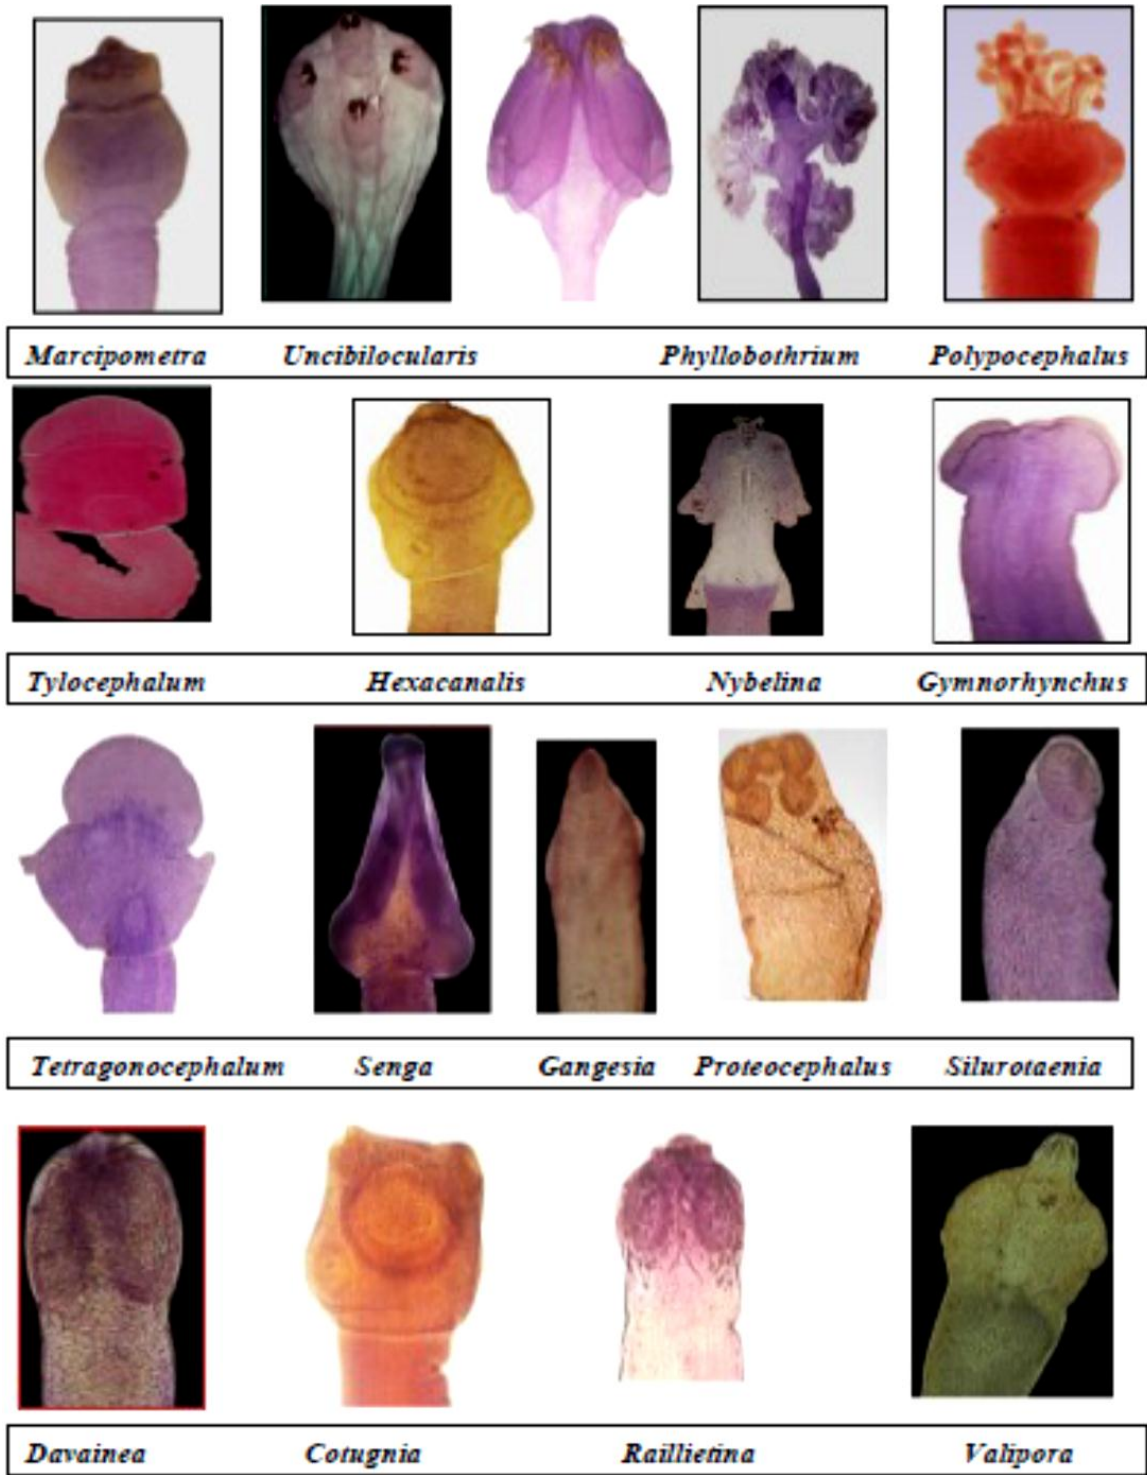 Marcipometra Uncibilocularis Phyllobothrium Polypocephalus
Tylocephalum Hexacanalis Nybelina Gymnorhynchus
Tetragonocephalum Senga Gangesia Proteocephalus Silurotaenia
Davainea Cotugnia Raillietina Valipora